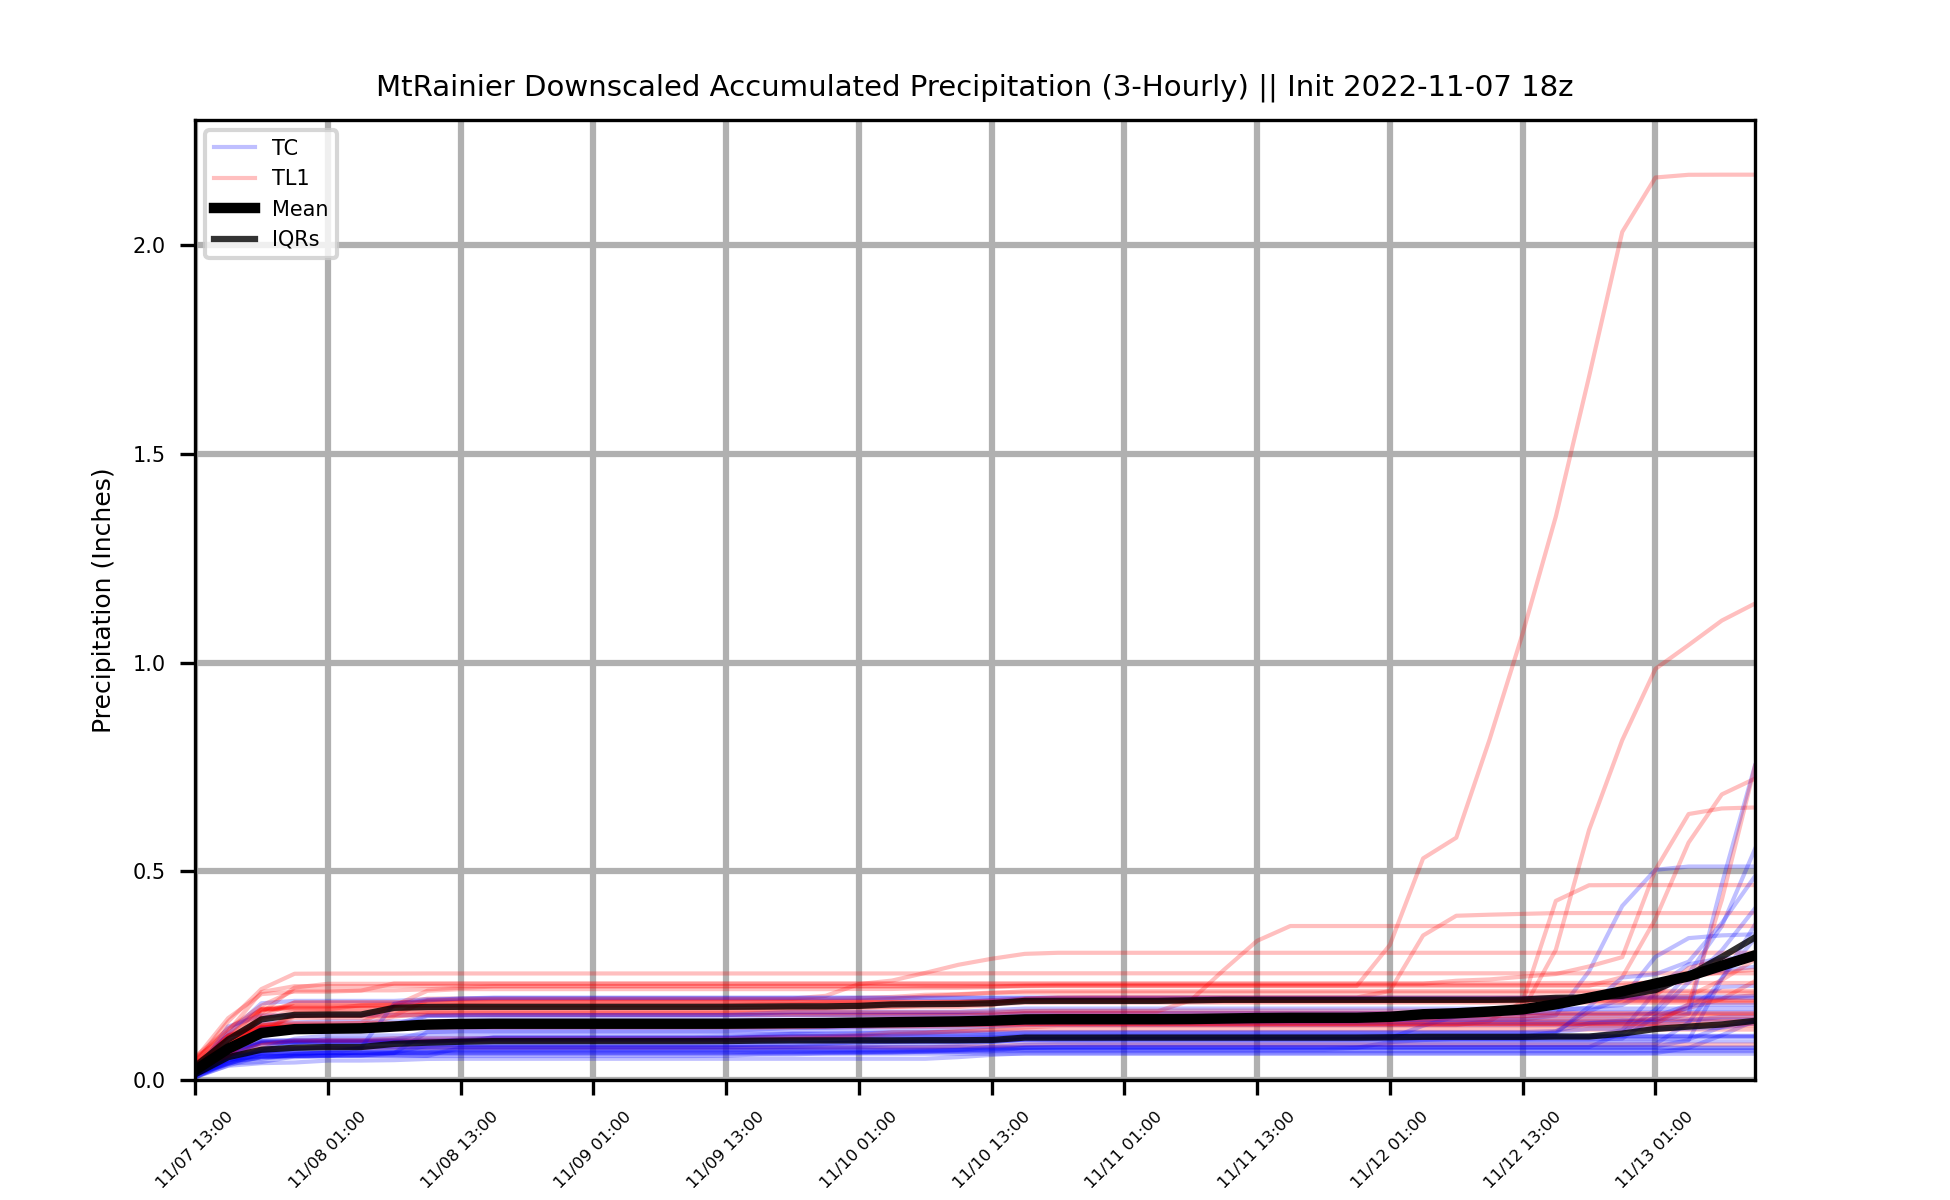 MtRainier Downscaled Accumulated Precipitation (3-Hourly) || Init 2022-11-07 18z
TC
TL1
Mean
IQRs
Precipitation (Inches)
2.0
1.5
1.0
0.5
0.0
11/07 13:00
11/08 01:00
11/08 13:00
11/09 01:00
11/09 13:00
11/10 01:00
11/10 13:00
11/11 01:00
11/11 13:00
11/12 01:00
11/12 13:00
11/13 01:00